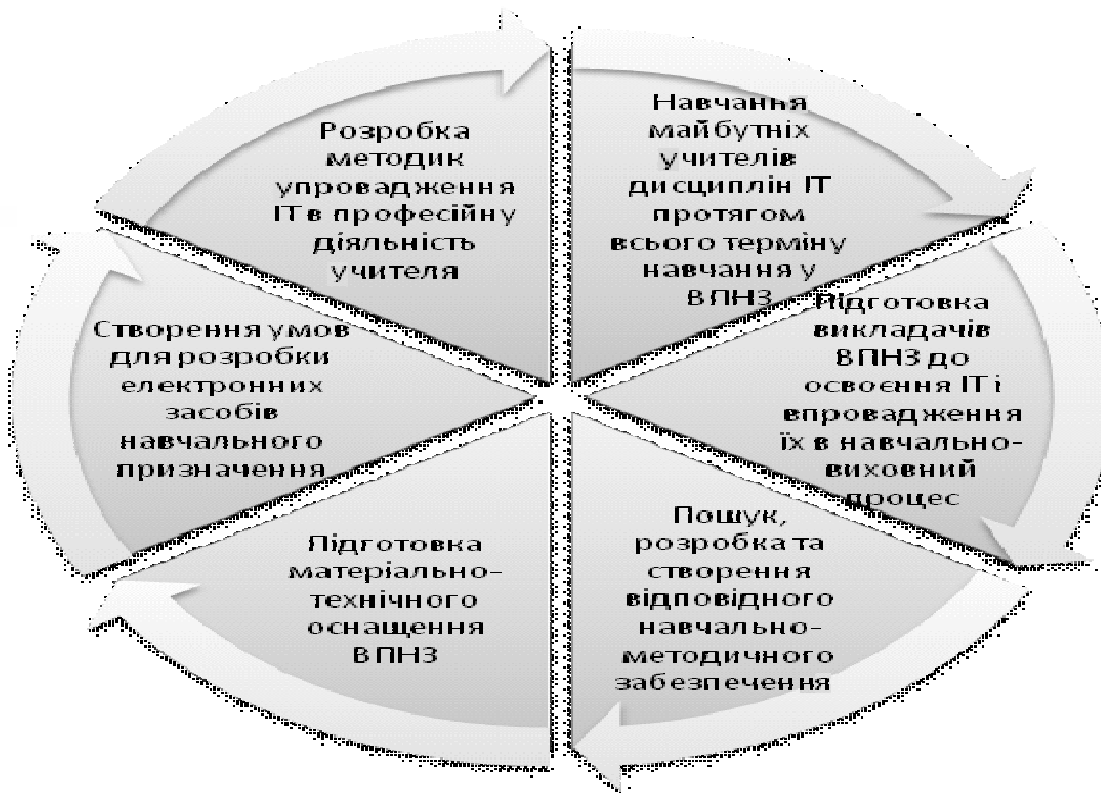 Навчання
майбутніх
учителів
дисциплін ІТ
протягом
всього терміну
навчання у
ВПНЗ
Підготовка
викладачів
ВПНЗ до
освоєння ІТ і
впровадження
їх в навчально-
виховний
процес
Пошук,
розробка та
створення
відповідного
навчально-
методичного
забезпечення
Підготовка
матеріально-
технічного
оснащення
ВПНЗ
Створення умов
для розробки
електронних
засобів
навчального
призначення
Розробка
методик
упровадження
ІТ в професійну
діяльність
учителя